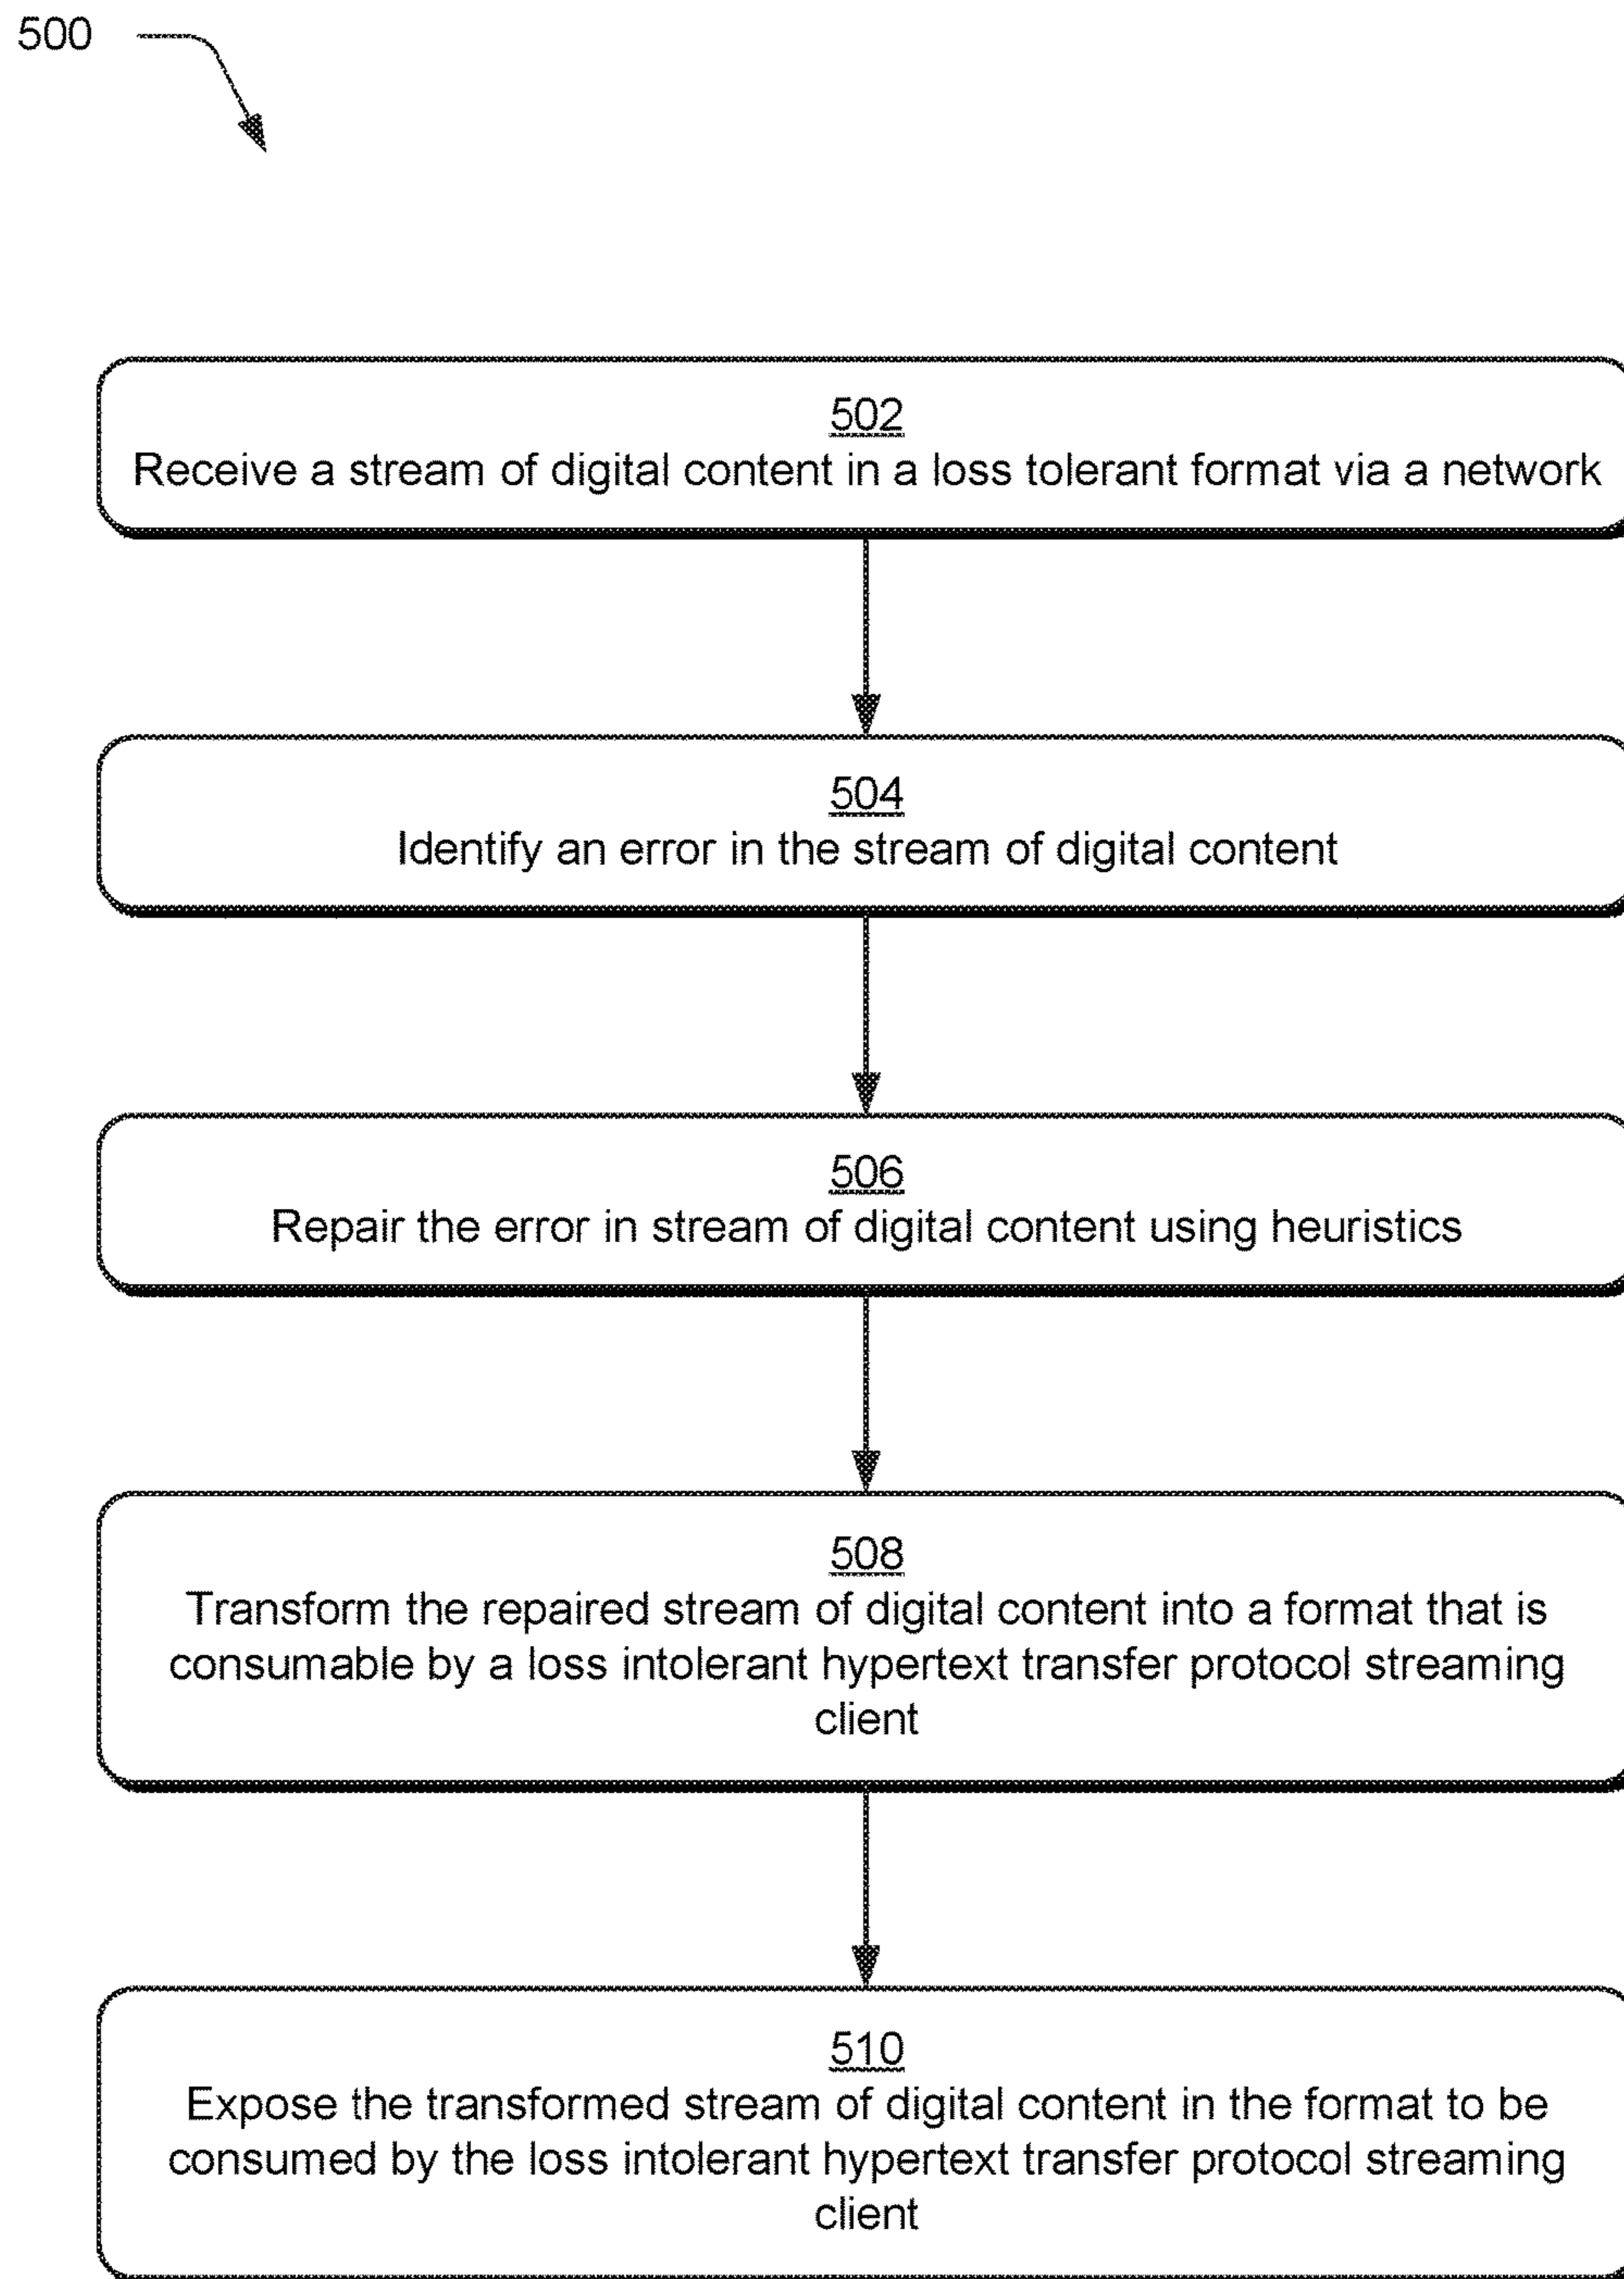 500
502
Receive a stream of digital content in a loss tolerant format via a network
504
Identify an error in the stream of digital content
506
Repair the error in stream of digital content using heuristics
508
Transform the repaired stream of digital content into a format that is
consumable by a loss intolerant hypertext transfer protocol streaming
client
510
Expose the transformed stream of digital content in the format to be
consumed by the loss intolerant hypertext transfer protocol streaming
client